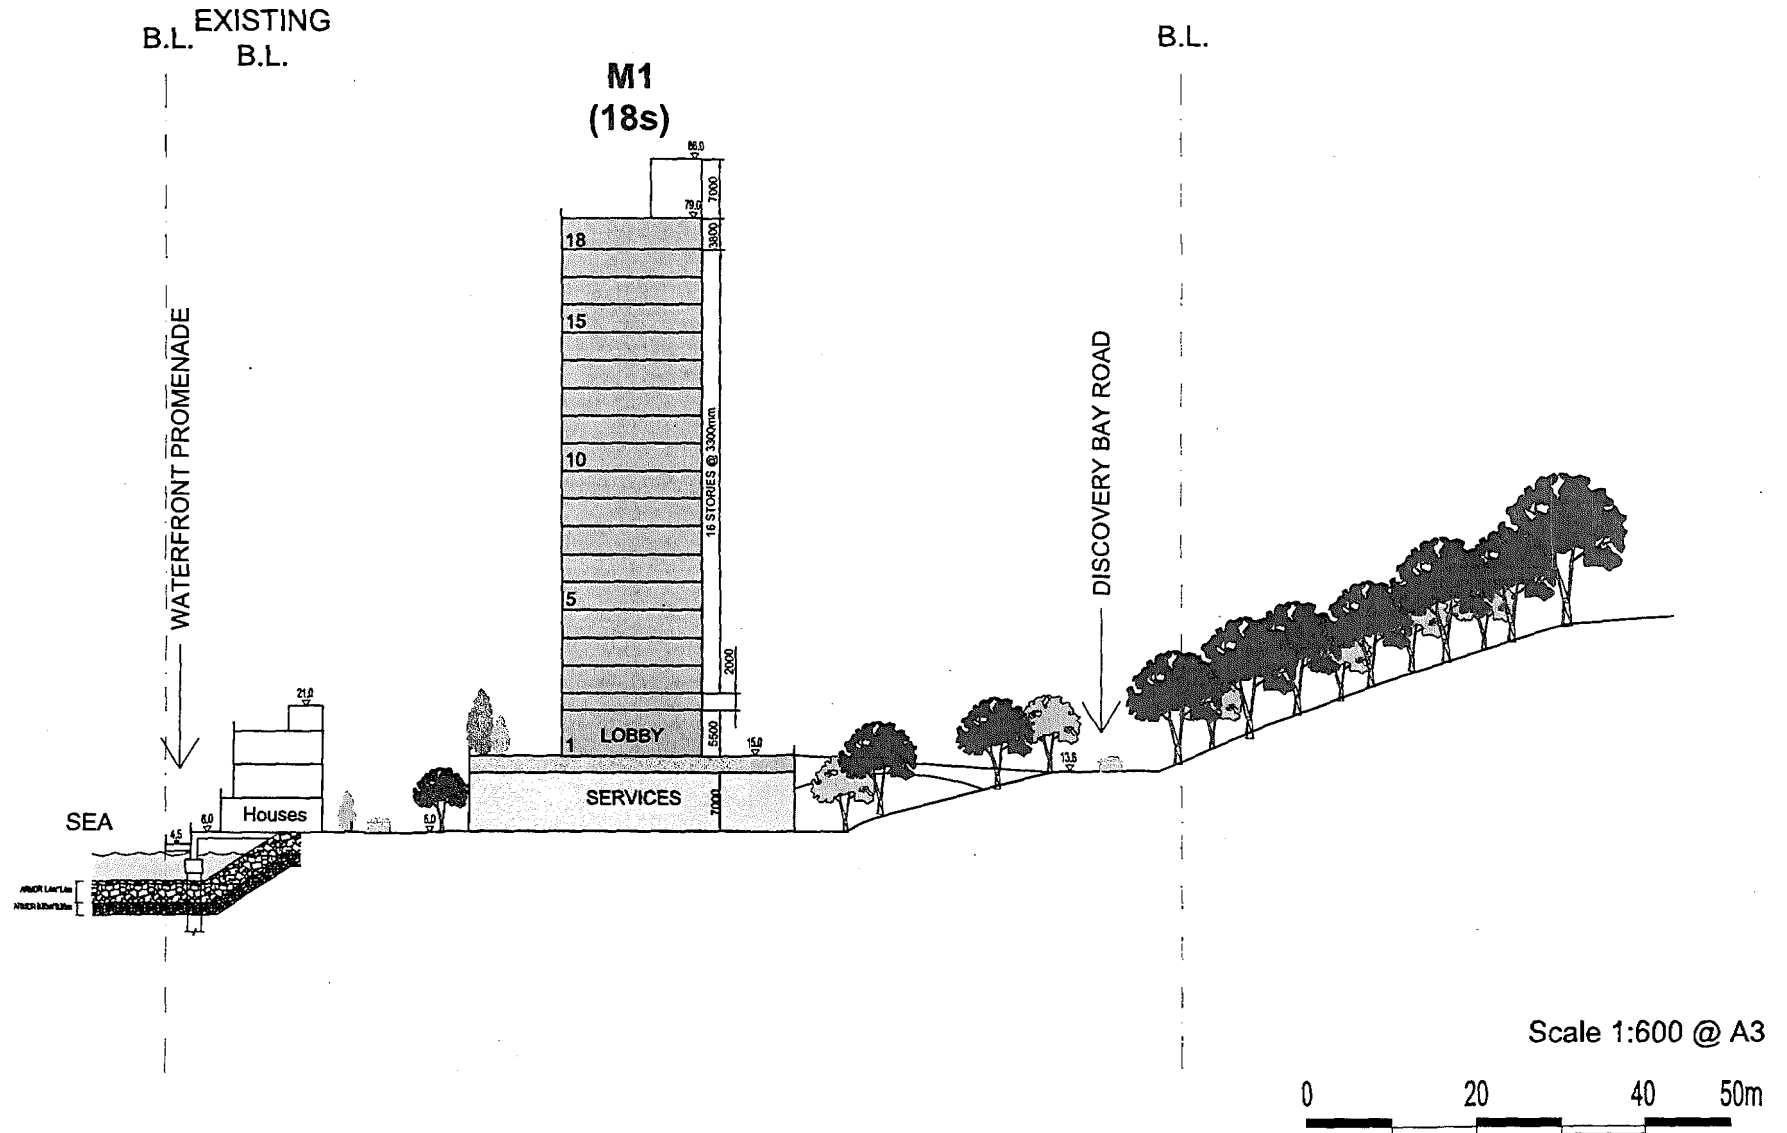 B.L.
EXISTING
B.L.
B.L.
M1
(18s)
86.0
7000
79.0
3800
18
15
10
5
16 STORIES @ 3300mm
2000
5500
LOBBY
1
15.0
SERVICES
7000
WATERFRONT PROMENADE
DISCOVERY BAY ROAD
13.6
21.0
Houses
SEA
4.5
6.0
Scale 1:600 @ A3
0 20 40 50m